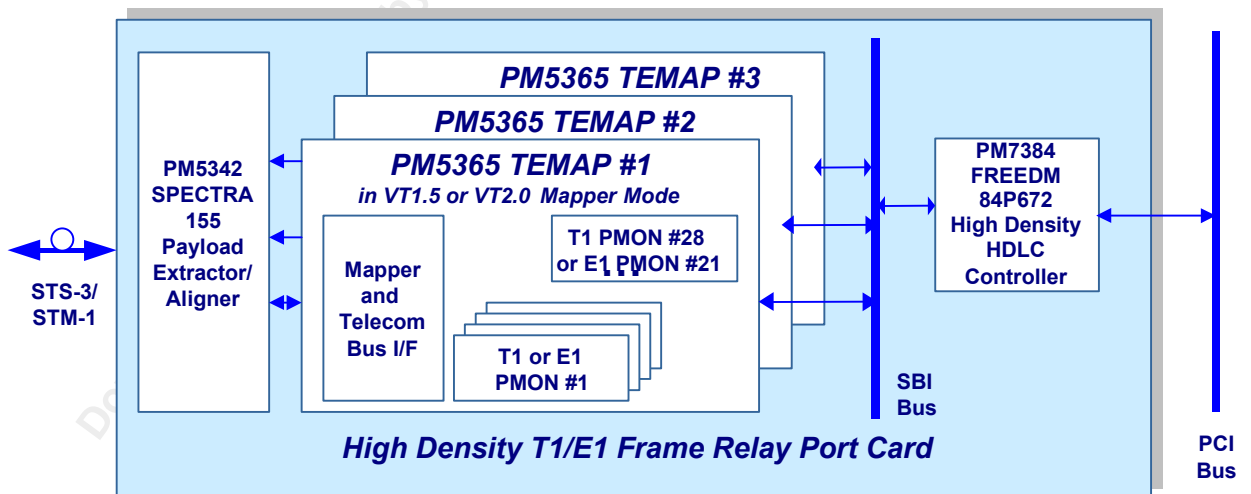 PM5365 TEMAP #3
PM5365 TEMAP #2
PM5365 TEMAP #1
in VT1.5 or VT2.0 Mapper Mode
PM5342
SPECTRA
155
Payload
Extractor/
Aligner
STS-3/
STM-1
Mapper
and
Telecom
Bus I/F
T1 PMON #28
or E1 PMON #21
...
T1 or E1
PMON #1
PM7384
FREEDM
84P672
High Density
HDLC
Controller
SBI
Bus
PCI
Bus
High Density T1/E1 Frame Relay Port Card